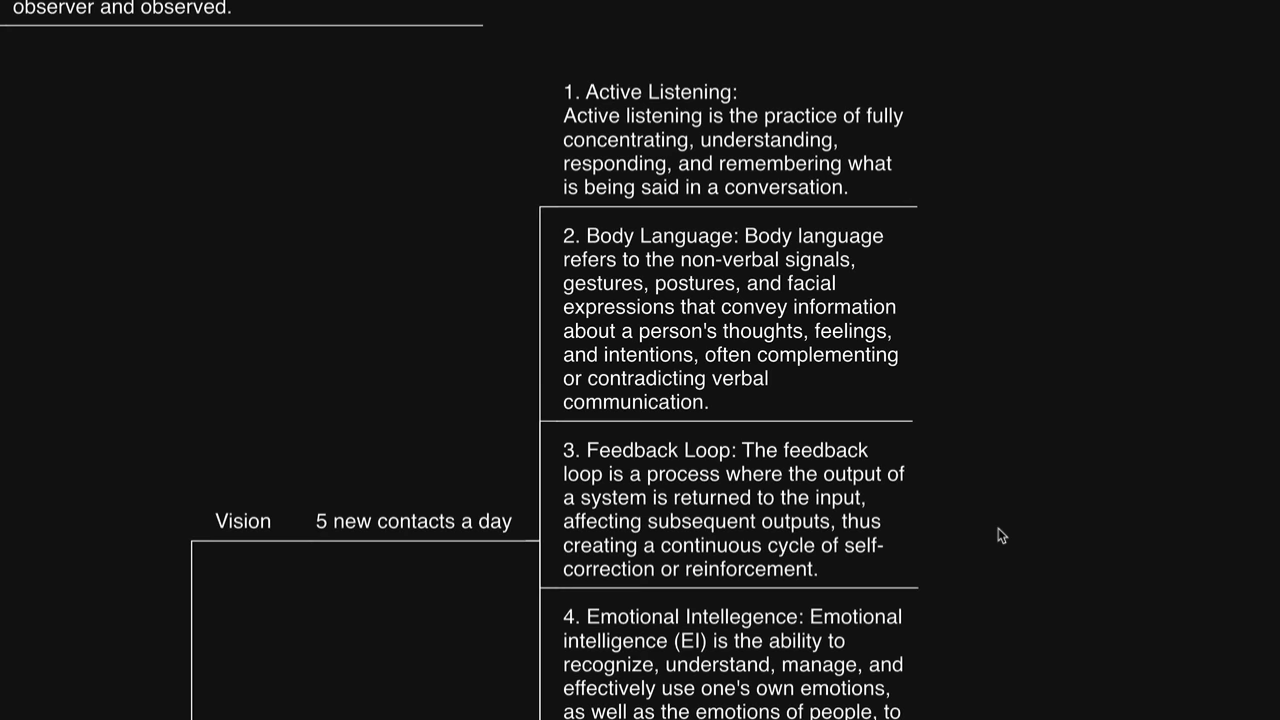 observer and observed.
1. Active Listening:
Active listening is the practice of fully
concentrating, understanding,
responding, and remembering what
is being said in a conversation.
2. Body Language: Body language
refers to the non-verbal signals,
gestures, postures, and facial
expressions that convey information
about a person's thoughts, feelings,
and intentions, often complementing
or contradicting verbal
communication.
3. Feedback Loop: The feedback
loop is a process where the output of
a system is returned to the input,
affecting subsequent outputs, thus
creating a continuous cycle of self-
correction or reinforcement.
Vision
5 new contacts a day
4. Emotional Intellegence: Emotional
intelligence (EI) is the ability to
recognize, understand, manage, and
effectively use one's own emotions,
as well as the emotions of people, to